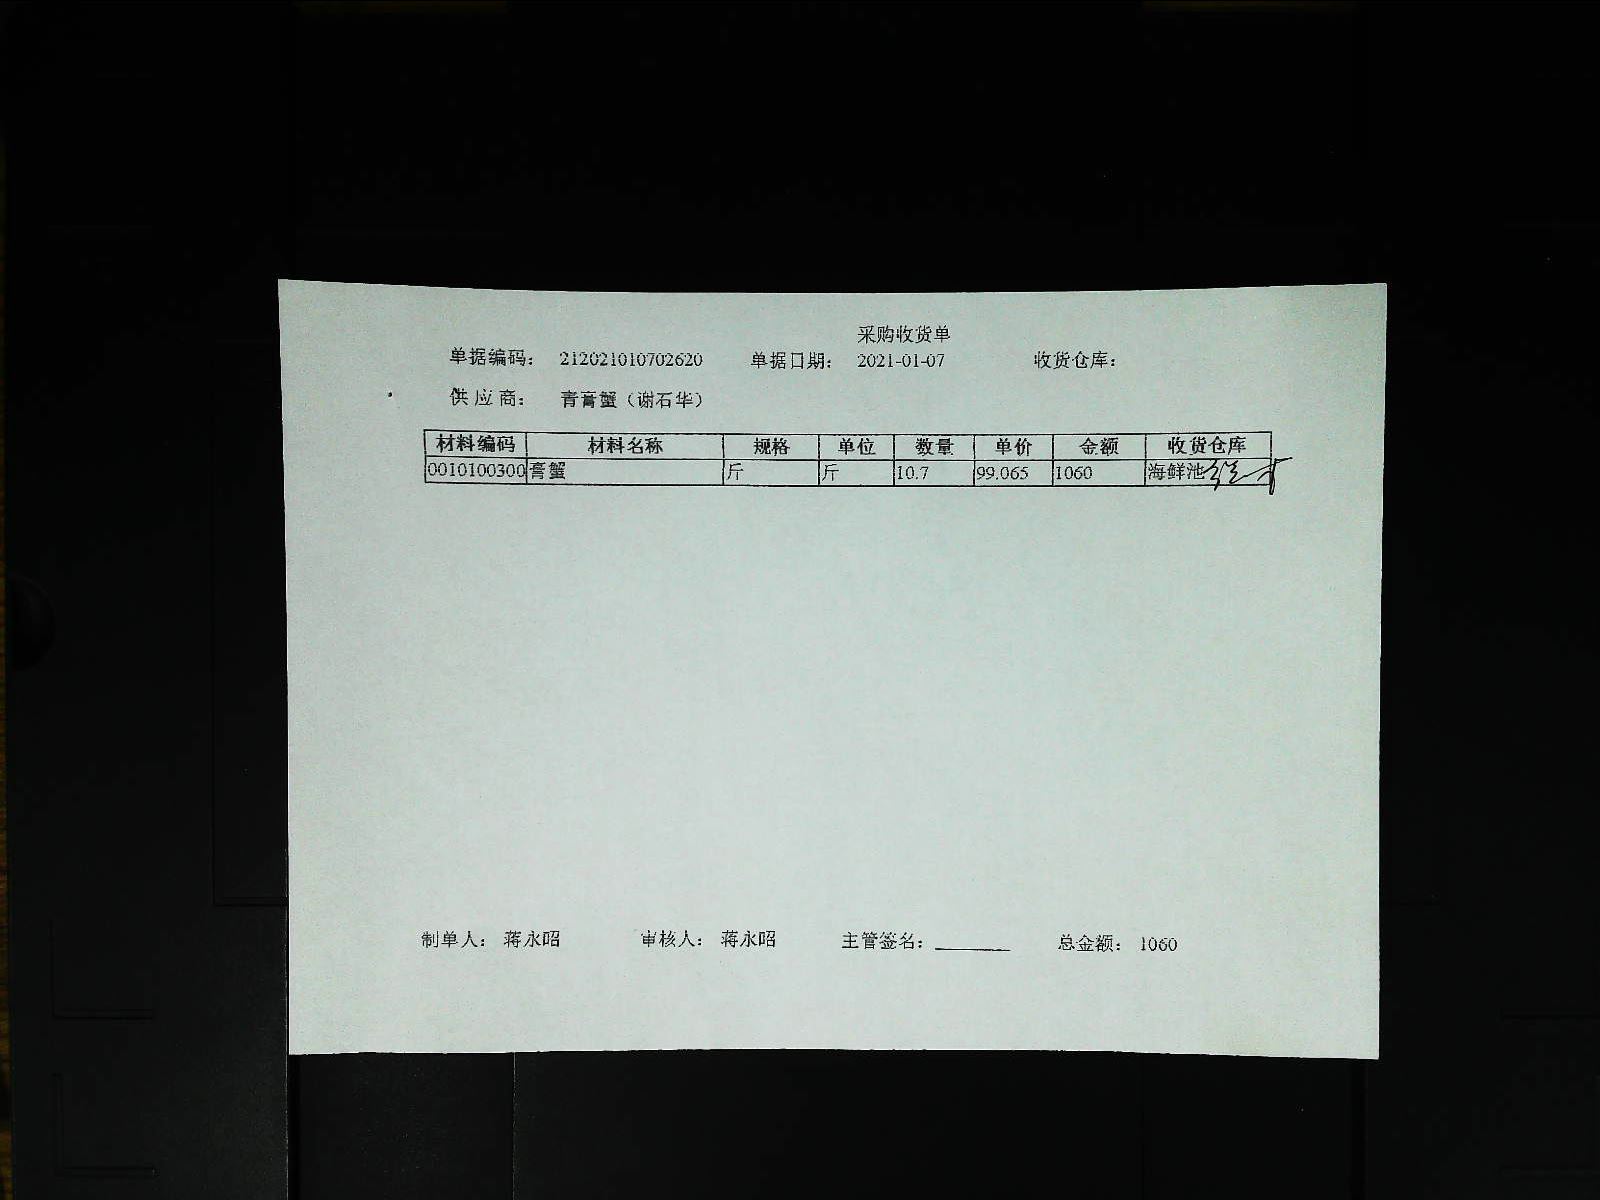 采购收货单
单据编码： 212021010702620 单据日期： 2021-01-07 收货仓库：
供应商： 青膏蟹（谢石华）
材料编码 材料名称 规格 单位 数量 单价 金额 收货仓库
0010100300 膏蟹 斤 斤 10.7 99.065 1060 海鲜池
制单人： 蒋永昭 审核人： 蒋永昭 主管签名： 总金额： 1060